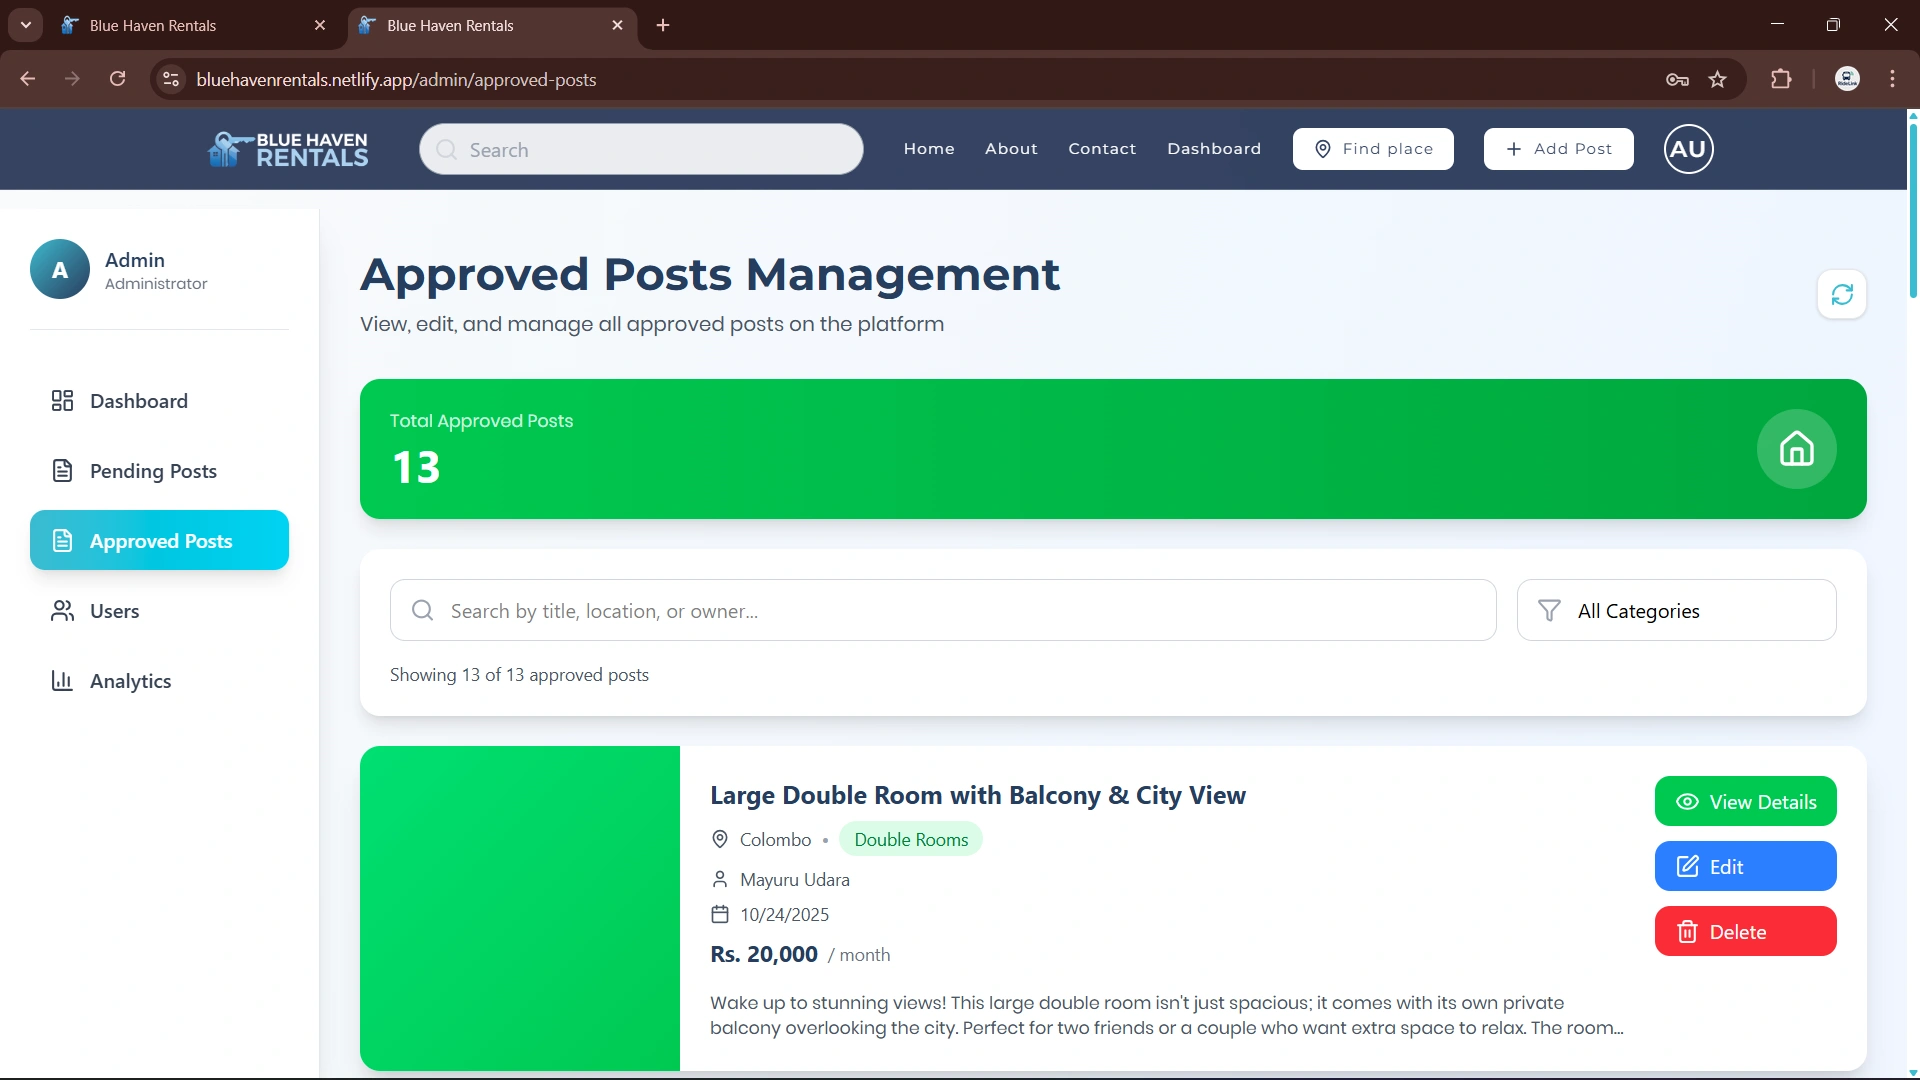 Blue Haven Rentals
Blue Haven Rentals
bluehavenrentals.netlify.app/admin/approved-posts
BLUE HAVEN
RENTALS
Search
Home
About
Contact
Dashboard
Find place
Add Post
AU
A
Admin
Administrator
Dashboard
Pending Posts
Approved Posts
Users
Analytics
Approved Posts Management
View, edit, and manage all approved posts on the platform
Total Approved Posts
13
Search by title, location, or owner...
All Categories
Showing 13 of 13 approved posts
Large Double Room with Balcony & City View
Colombo • Double Rooms
Mayuru Udara
10/24/2025
Rs. 20,000 / month
Wake up to stunning views! This large double room isn't just spacious; it comes with its own private
balcony overlooking the city. Perfect for two friends or a couple who want extra space to relax. The room...
View Details
Edit
Delete